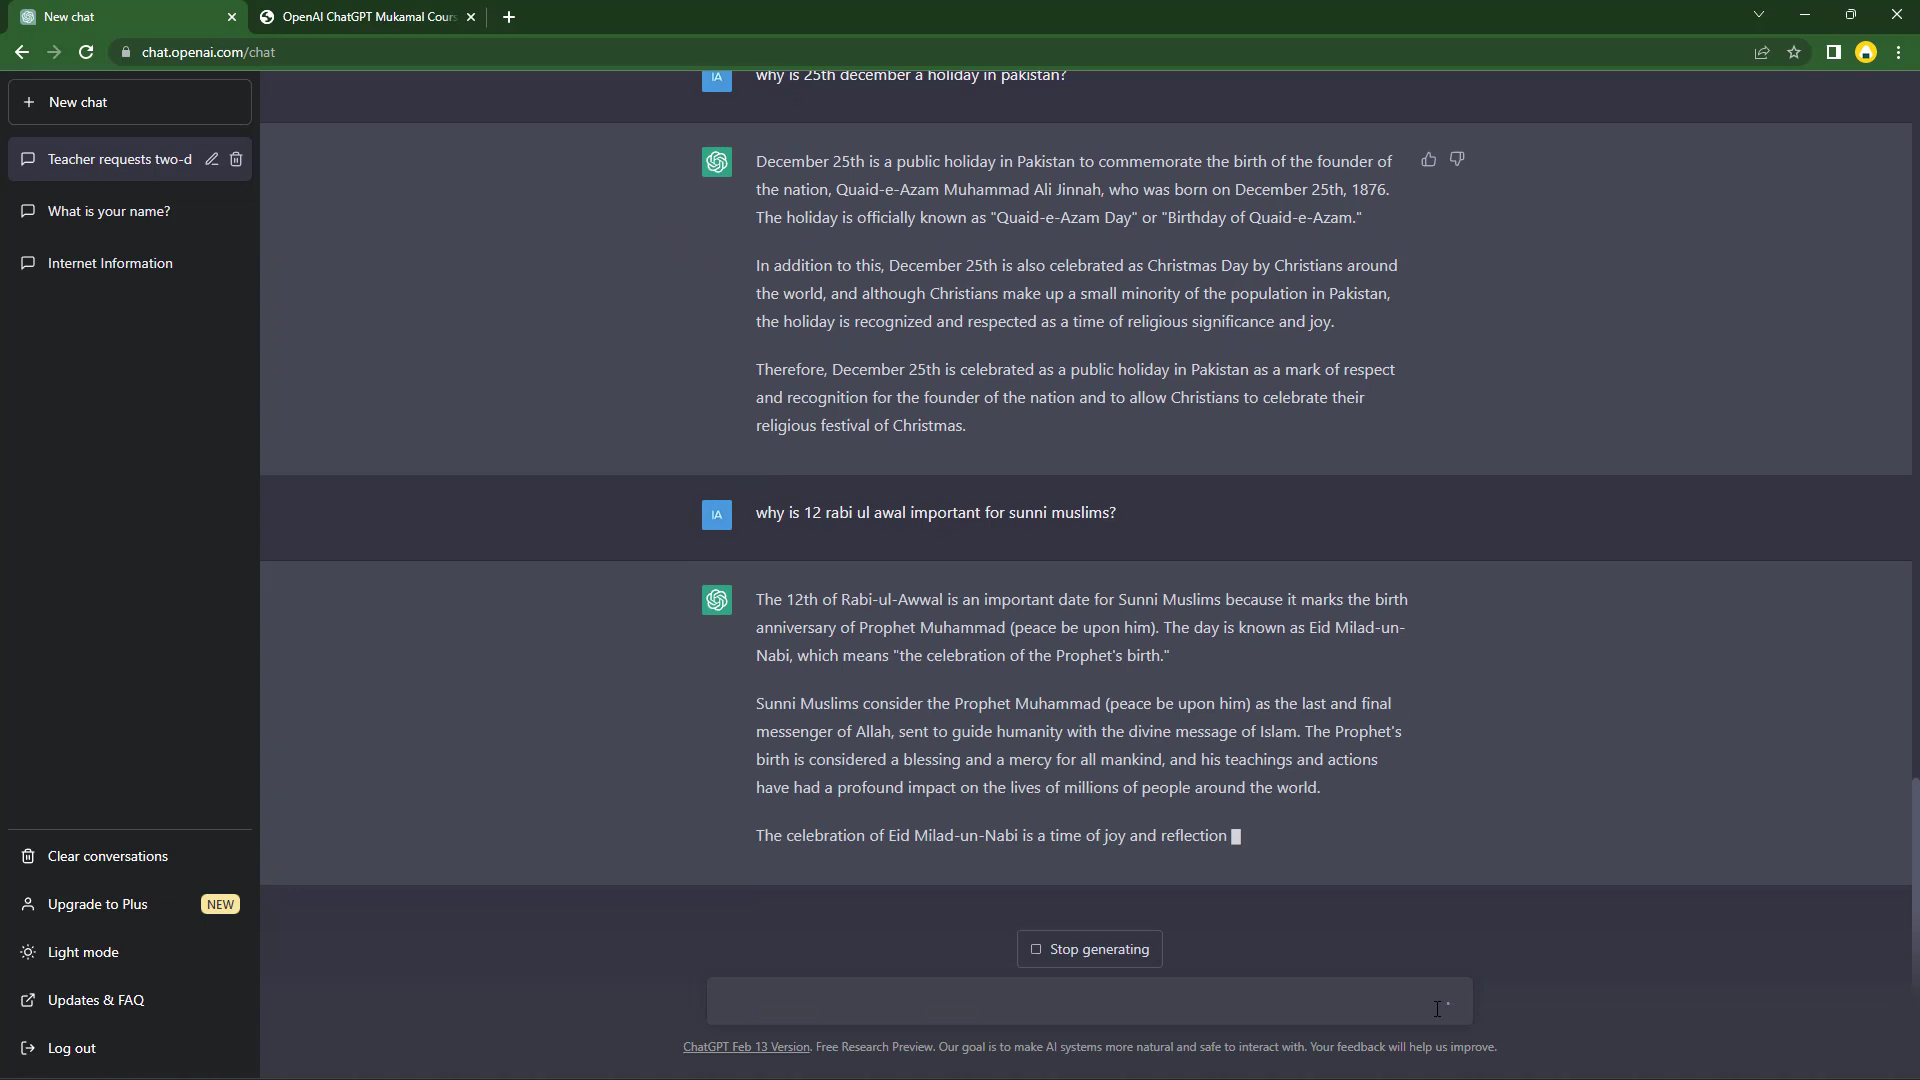 New chat
OpenAI ChatGPT Mukamal Cours
chat.openai.com/chat
New chat
Teacher requests two-d
What is your name?
Internet Information
Clear conversations
Upgrade to Plus NEW
Light mode
Updates & FAQ
Log out
IA why is 25th december a holiday in pakistan?
December 25th is a public holiday in Pakistan to commemorate the birth of the founder of
the nation, Quaid-e-Azam Muhammad Ali Jinnah, who was born on December 25th, 1876.
The holiday is officially known as "Quaid-e-Azam Day" or "Birthday of Quaid-e-Azam."
In addition to this, December 25th is also celebrated as Christmas Day by Christians around
the world, and although Christians make up a small minority of the population in Pakistan,
the holiday is recognized and respected as a time of religious significance and joy.
Therefore, December 25th is celebrated as a public holiday in Pakistan as a mark of respect
and recognition for the founder of the nation and to allow Christians to celebrate their
religious festival of Christmas.
IA why is 12 rabi ul awal important for sunni muslims?
The 12th of Rabi-ul-Awwal is an important date for Sunni Muslims because it marks the birth
anniversary of Prophet Muhammad (peace be upon him). The day is known as Eid Milad-un-
Nabi, which means "the celebration of the Prophet's birth."
Sunni Muslims consider the Prophet Muhammad (peace be upon him) as the last and final
messenger of Allah, sent to guide humanity with the divine message of Islam. The Prophet's
birth is considered a blessing and a mercy for all mankind, and his teachings and actions
have had a profound impact on the lives of millions of people around the world.
The celebration of Eid Milad-un-Nabi is a time of joy and reflection
Stop generating
ChatGPT Feb 13 Version. Free Research Preview. Our goal is to make AI systems more natural and safe to interact with. Your feedback will help us improve.